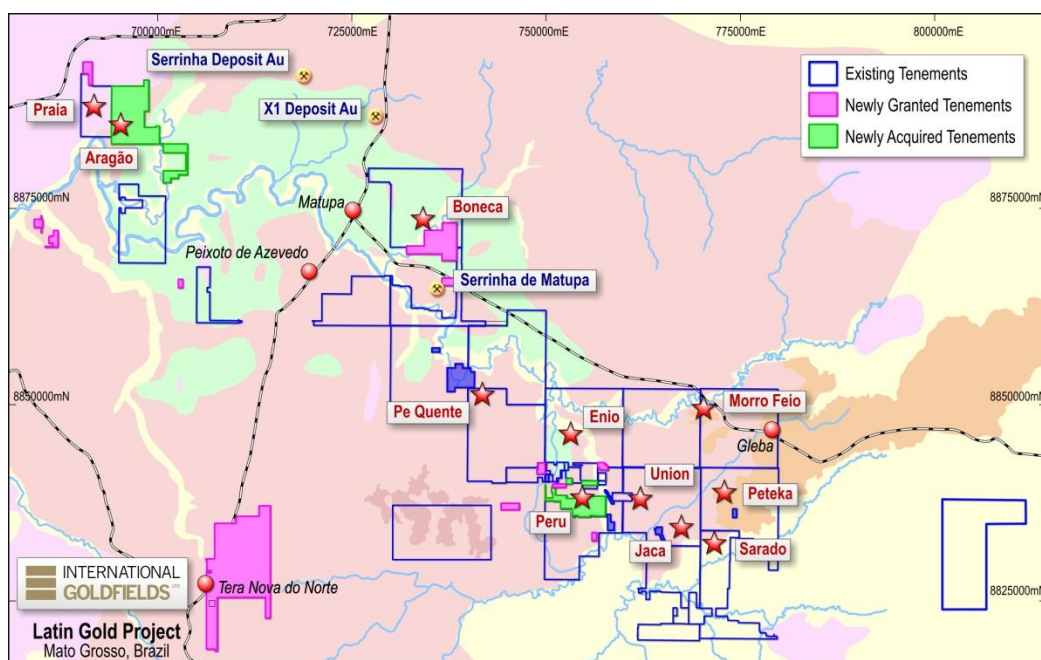 700000mE
725000mE
750000mE
775000mE
800000mE
Serrinha Deposit Au
Existing Tenements
Newly Granted Tenements
Newly Acquired Tenements
Praia
X1 Deposit Au
Aragão
8875000mN
8875000mN
Matupa
Boneca
Peixoto de Azevedo
Serrinha de Matupa
8850000mN
8850000mN
Pe Quente
Enio
Morro Feio
Gleba
Union
Peteka
Peru
Jaca
Sarado
INTERNATIONAL
GOLDFIELDS LTD
Tera Nova do Norte
8825000mN
Latin Gold Project
Mato Grosso, Brazil